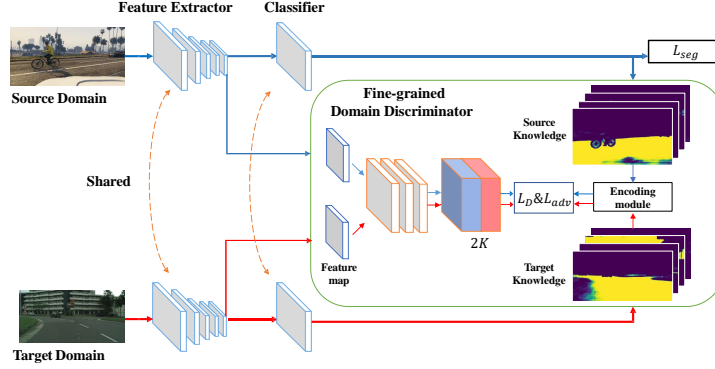 Feature Extractor
Classifier
L_seg
Source Domain
Fine-grained
Domain Discriminator
Source
Knowledge
Shared
L_D&L_adv
Encoding
module
2K
Feature
map
Target
Knowledge
Target Domain